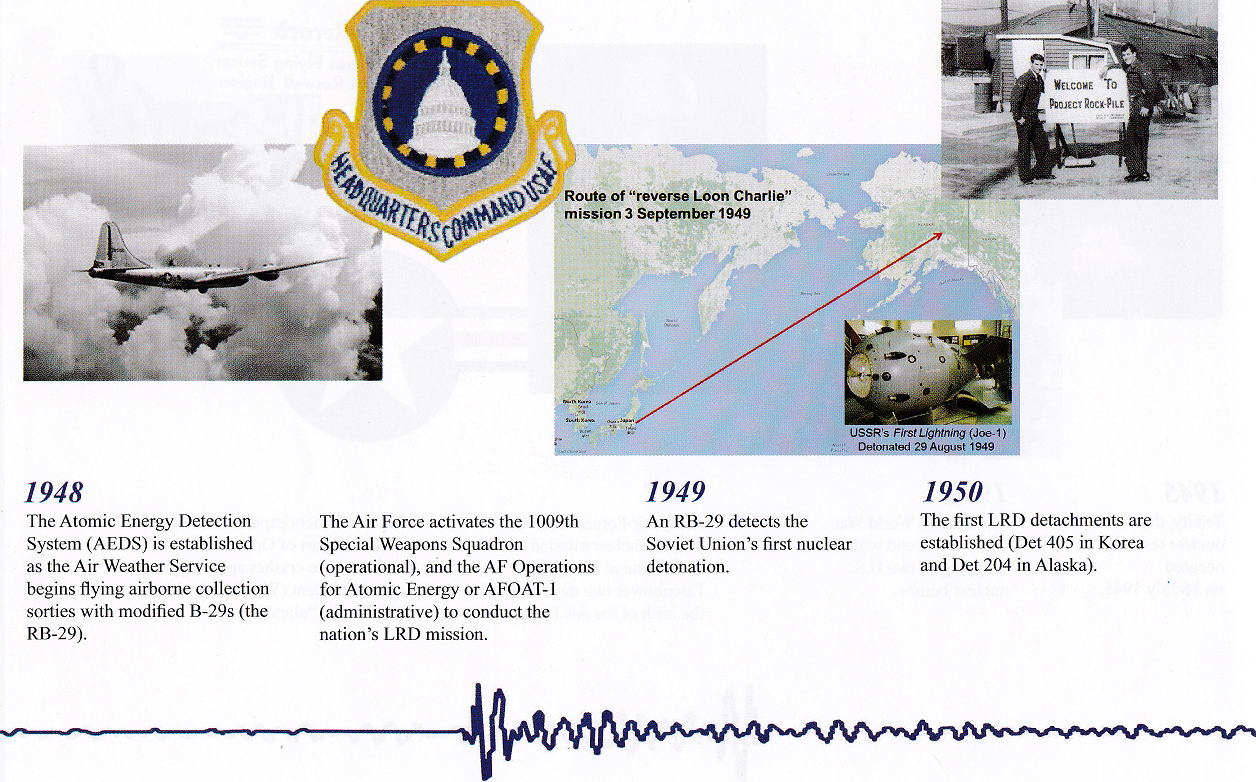 HEADQUARTERS COMMAND USAF
WELCOME TO
PROJECT ROCK-PILE
Route of “reverse Loon Charlie”
mission 3 September 1949
North Korea
South Korea
Japan
USSR's First Lightning (Joe-1)
Detonated 29 August 1949
1948
The Atomic Energy Detection
System (AEDS) is established
as the Air Weather Service
begins flying airborne collection
sorties with modified B-29s (the
RB-29).
The Air Force activates the 1009th
Special Weapons Squadron
(operational), and the AF Operations
for Atomic Energy or AFOAT-1
(administrative) to conduct the
nation’s LRD mission.
1949
An RB-29 detects the
Soviet Union’s first nuclear
detonation.
1950
The first LRD detachments are
established (Det 405 in Korea
and Det 204 in Alaska).